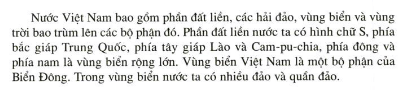 Nước Việt Nam bao gồm phần đất liền, các hải đảo, vùng biển và vùng
trời bao trùm lên các bộ phận đó. Phần đất liền nước ta có hình chữ S, phía
bắc giáp Trung Quốc, phía tây giáp Lào và Cam-pu-chia, phía đông và
phía nam là vùng biển rộng lớn. Vùng biển Việt Nam là một bộ phận của
Biển Đông. Trong vùng biển nước ta có nhiều đảo và quần đảo.